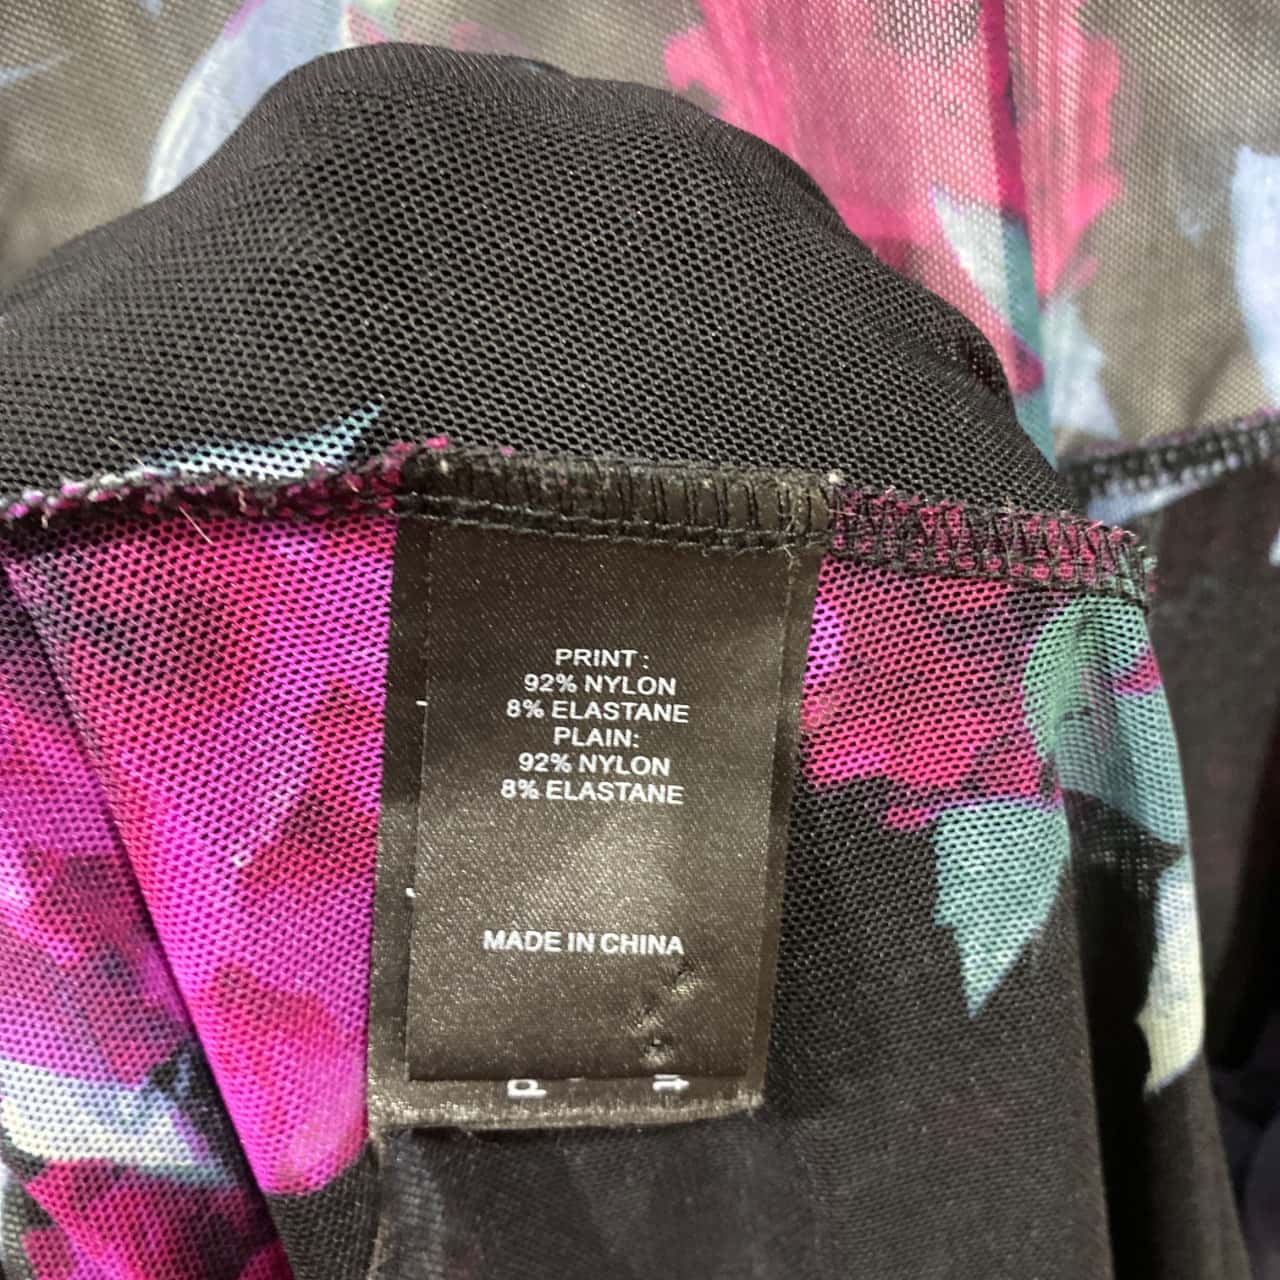 PRINT :
92% NYLON
8% ELASTANE
PLAIN:
92% NYLON
8% ELASTANE
MADE IN CHINA